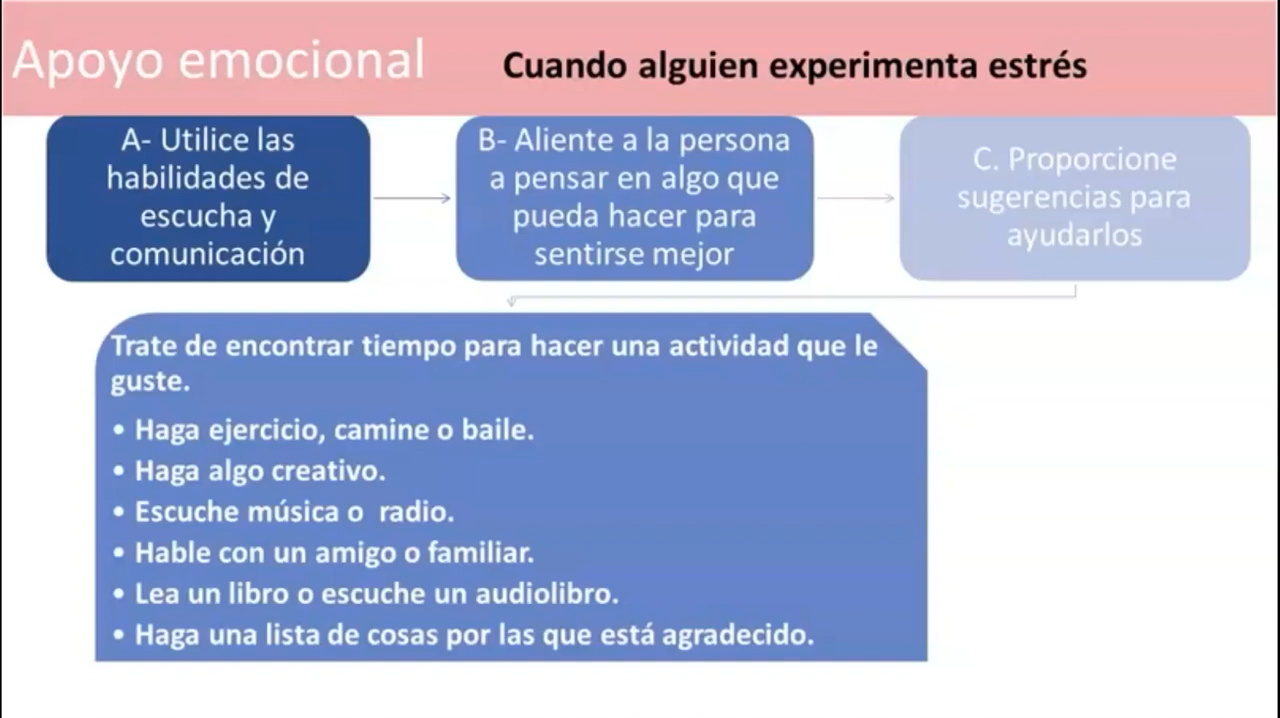 Apoyo emocional
Cuando alguien experimenta estrés
A- Utilice las
habilidades de
escucha y
comunicación
B- Aliente a la persona
a pensar en algo que
pueda hacer para
sentirse mejor
C. Proporcione
sugerencias para
ayudarlos
Trate de encontrar tiempo para hacer una actividad que le
guste.
• Haga ejercicio, camine o baile.
• Haga algo creativo.
• Escuche música o  radio.
• Hable con un amigo o familiar.
• Lea un libro o escuche un audiolibro.
• Haga una lista de cosas por las que está agradecido.